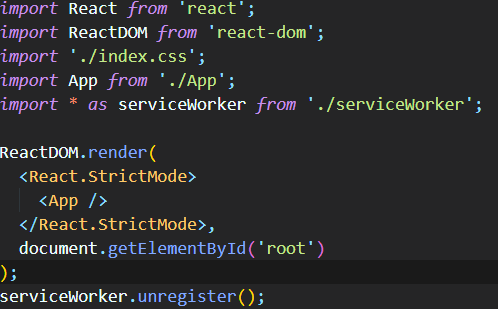 import React from 'react';
import ReactDOM from 'react-dom';
import './index.css';
import App from './App';
import * as serviceWorker from './serviceWorker';

ReactDOM.render(
  <React.StrictMode>
    <App />
  </React.StrictMode>,
  document.getElementById('root')
);
serviceWorker.unregister();